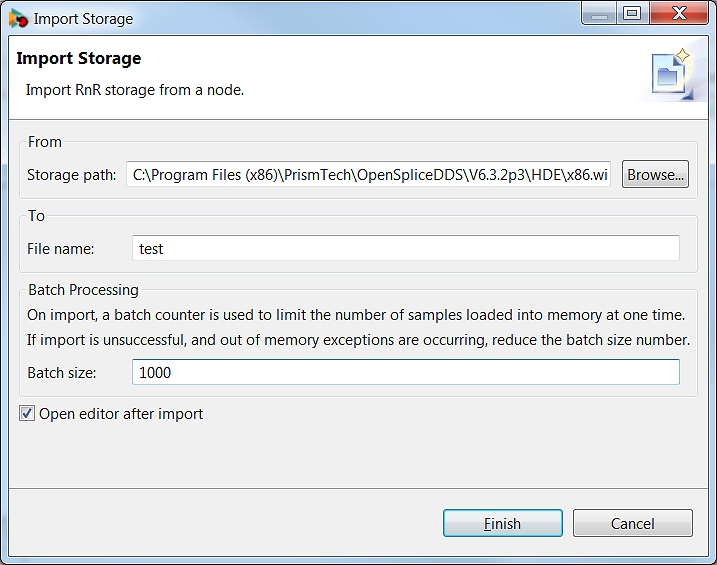 Import Storage
Import Storage
Import RnR storage from a node.
From
Storage path: C:\Program Files (x86)\PrismTech\OpenSpliceDDS\V6.3.2p3\HDE\x86.wi Browse...
To
File name: test
Batch Processing
On import, a batch counter is used to limit the number of samples loaded into memory at one time.
If import is unsuccessful, and out of memory exceptions are occurring, reduce the batch size number.
Batch size: 1000
Open editor after import
Finish Cancel